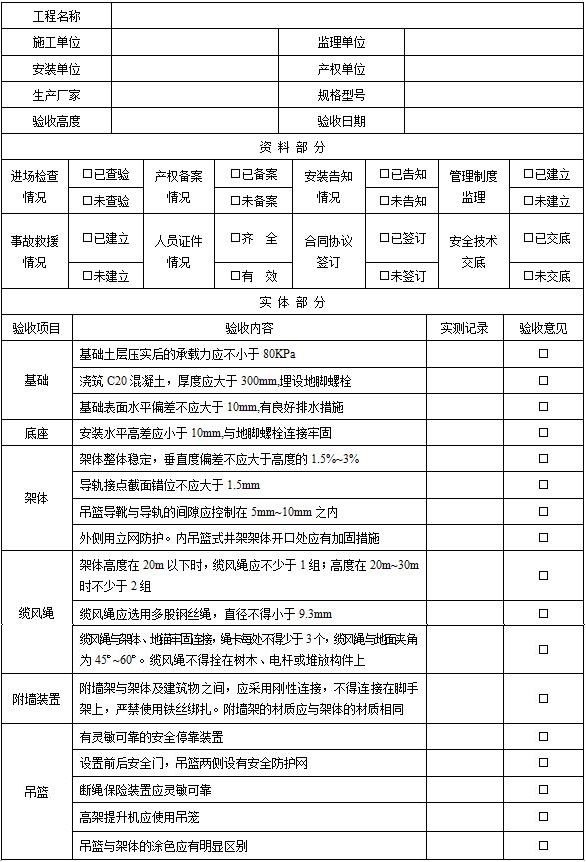 工程名称
施工单位 监理单位
安装单位 产权单位
生产厂家 规格型号
验收高度 验收日期
资料部分
进场检查情况 □已查验 产权备案情况 □已备案 安装告知情况 □已告知 管理制度监理 □已建立
□未查验 □未备案 □未告知 □未建立
事故救援情况 □已建立 人员证件情况 □齐 全 合同协议签订 □已签订 安全技术交底 □已交底
□未建立 □有 效 □未签订 □未交底
实体部分
验收项目 验收内容 实测记录 验收意见
基础 基础土层压实后的承载力应不小于 80KPa □
浇筑 C20 混凝土，厚度应大于 300mm,埋设地脚螺栓 □
基础表面水平偏差不应大于 10mm,有良好排水措施 □
底座 安装水平高差应小于 10mm,与地脚螺栓连接牢固 □
架体 架体整体稳定，垂直度偏差不应大于高度的 1.5%~3% □
导轨接点截面错位不应大于 1.5mm □
吊篮导靴与导轨的间隙应控制在 5mm~10mm 之内 □
外侧用立网防护。内吊篮式井架架体开口处应有加固措施 □
缆风绳 架体高度在 20m 以下时，缆风绳应不少于 1 组；高度在 20m~30m
时不少于 2 组 □
缆风绳应选用多股钢丝绳，直径不得小于 9.3mm □
缆风绳与架体、地锚牢固连接，绳卡每处不得少于 3 个，缆风绳与地面夹角
为 45°~60°。缆风绳不得拴在树木、电杆或堆放构件上 □
附墙装置 附墙架与架体及建筑物之间，应采用刚性连接，不得连接在脚手
架上，严禁使用铁丝绑扎。附墙架的材质应与架体的材质相同 □
吊篮 有灵敏可靠的安全停靠装置 □
设置前后安全门，吊篮两侧设有安全防护网 □
断绳保险装置应灵敏可靠 □
高架提升机应使用吊笼 □
吊篮与架体的涂色应有明显区别 □